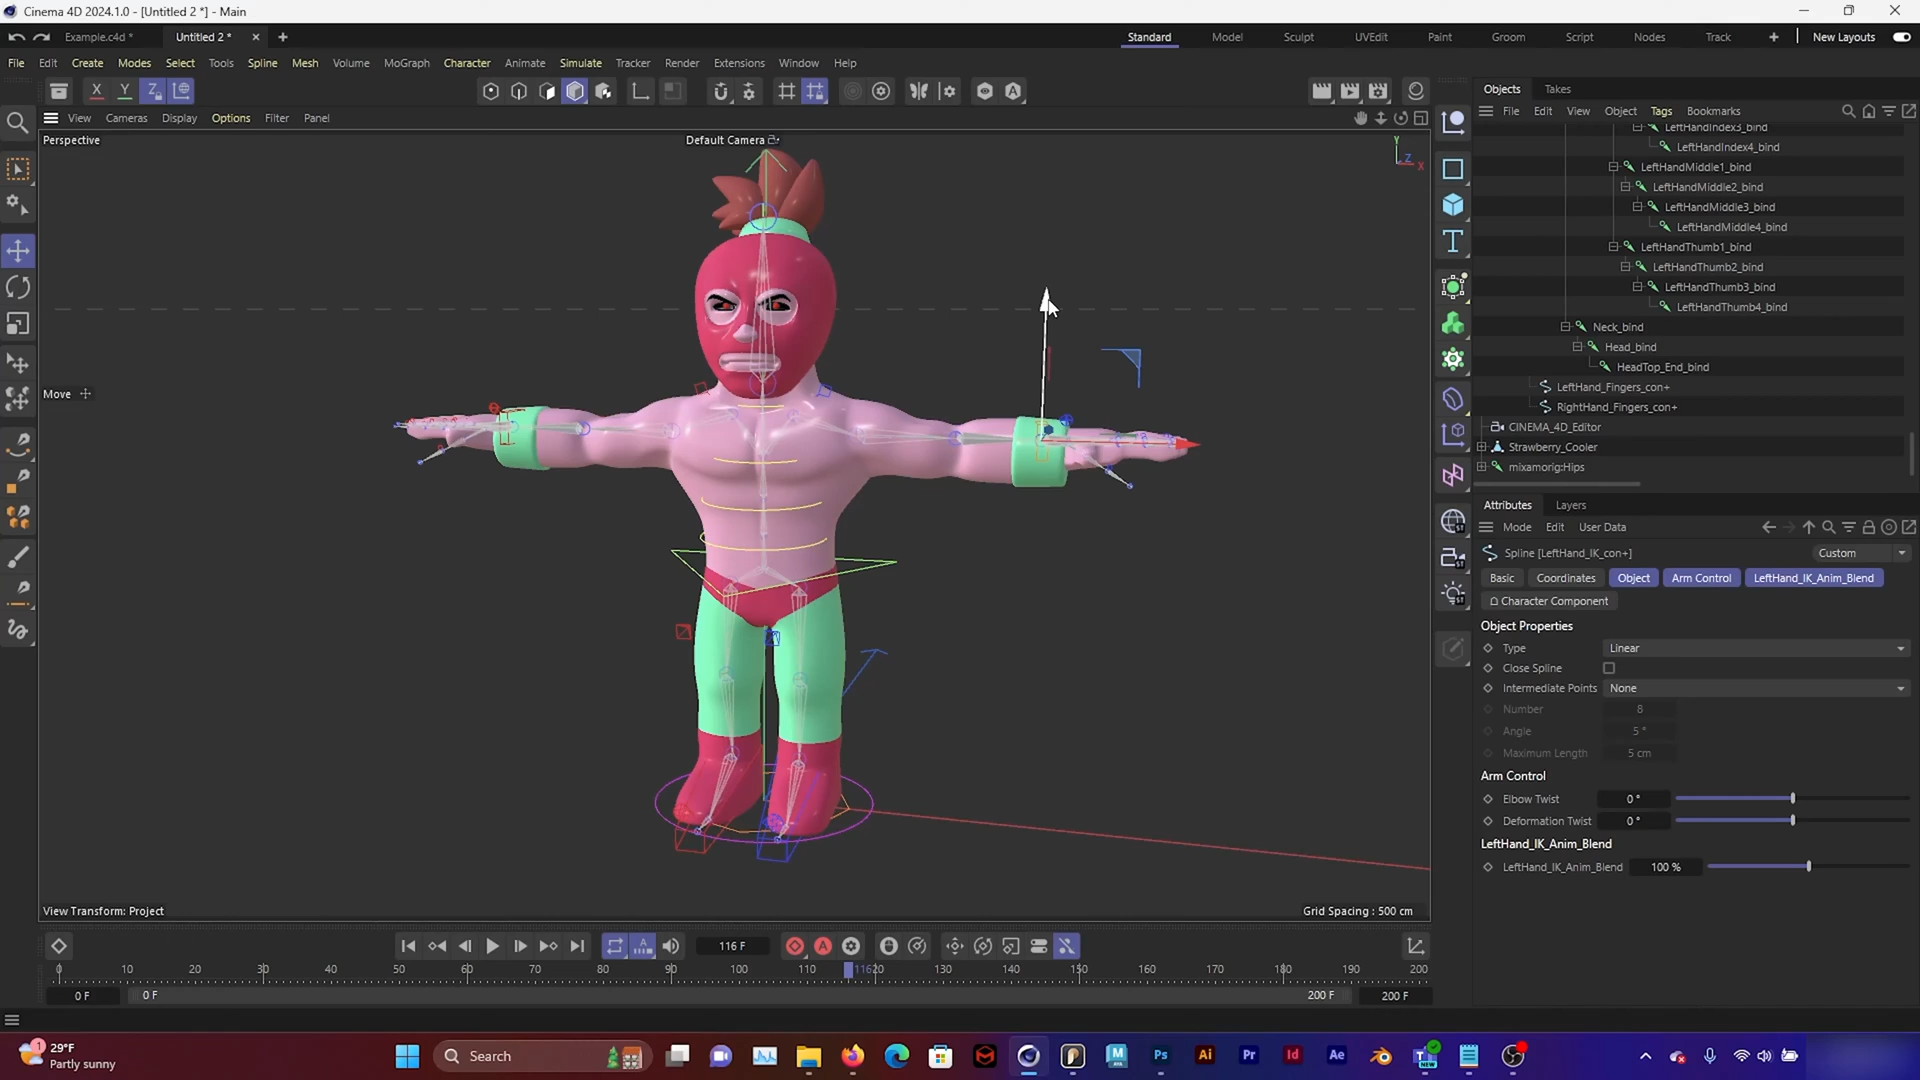 Cinema 4D 2024.1.0 - [Untitled 2 *] - Main
Example.c4d * Untitled 2 * Standard Model Sculpt UVEdit Paint Groom Script Nodes Track New Layouts
File Edit Create Modes Select Tools Spline Mesh Volume MoGraph Character Animate Simulate Tracker Render Extensions Window Help
X Y Z
View Cameras Display Options Filter Panel
Perspective
Default Camera
Y
Z
X
Move
View Transform: Project
Grid Spacing : 500 cm
Objects Takes
File Edit View Object Tags Bookmarks
LeftHandIndex3_bind
LeftHandIndex4_bind
LeftHandMiddle1_bind
LeftHandMiddle2_bind
LeftHandMiddle3_bind
LeftHandMiddle4_bind
LeftHandThumb1_bind
LeftHandThumb2_bind
LeftHandThumb3_bind
LeftHandThumb4_bind
Neck_bind
Head_bind
HeadTop_End_bind
LeftHand_Fingers_con+
RightHand_Fingers_con+
CINEMA_4D_Editor
Strawberry_Cooler
mixamorig:Hips
Attributes Layers
Mode Edit User Data
Spline [LeftHand_IK_con+] Custom
Basic Coordinates Object Arm Control LeftHand_IK_Anim_Blend
Character Component
Object Properties
Type Linear
Close Spline
Intermediate Points None
Number 8
Angle 5 °
Maximum Length 5 cm
Arm Control
Elbow Twist 0 °
Deformation Twist 0 °
LeftHand_IK_Anim_Blend
LeftHand_IK_Anim_Blend 100 %
116 F
0 10 20 30 40 50 60 70 80 90 100 110 116 120 130 140 150 160 170 180 190 200
0 F 0 F 200 F 200 F
29°F
Partly sunny
Search
Ps Ai Pr Id Ae